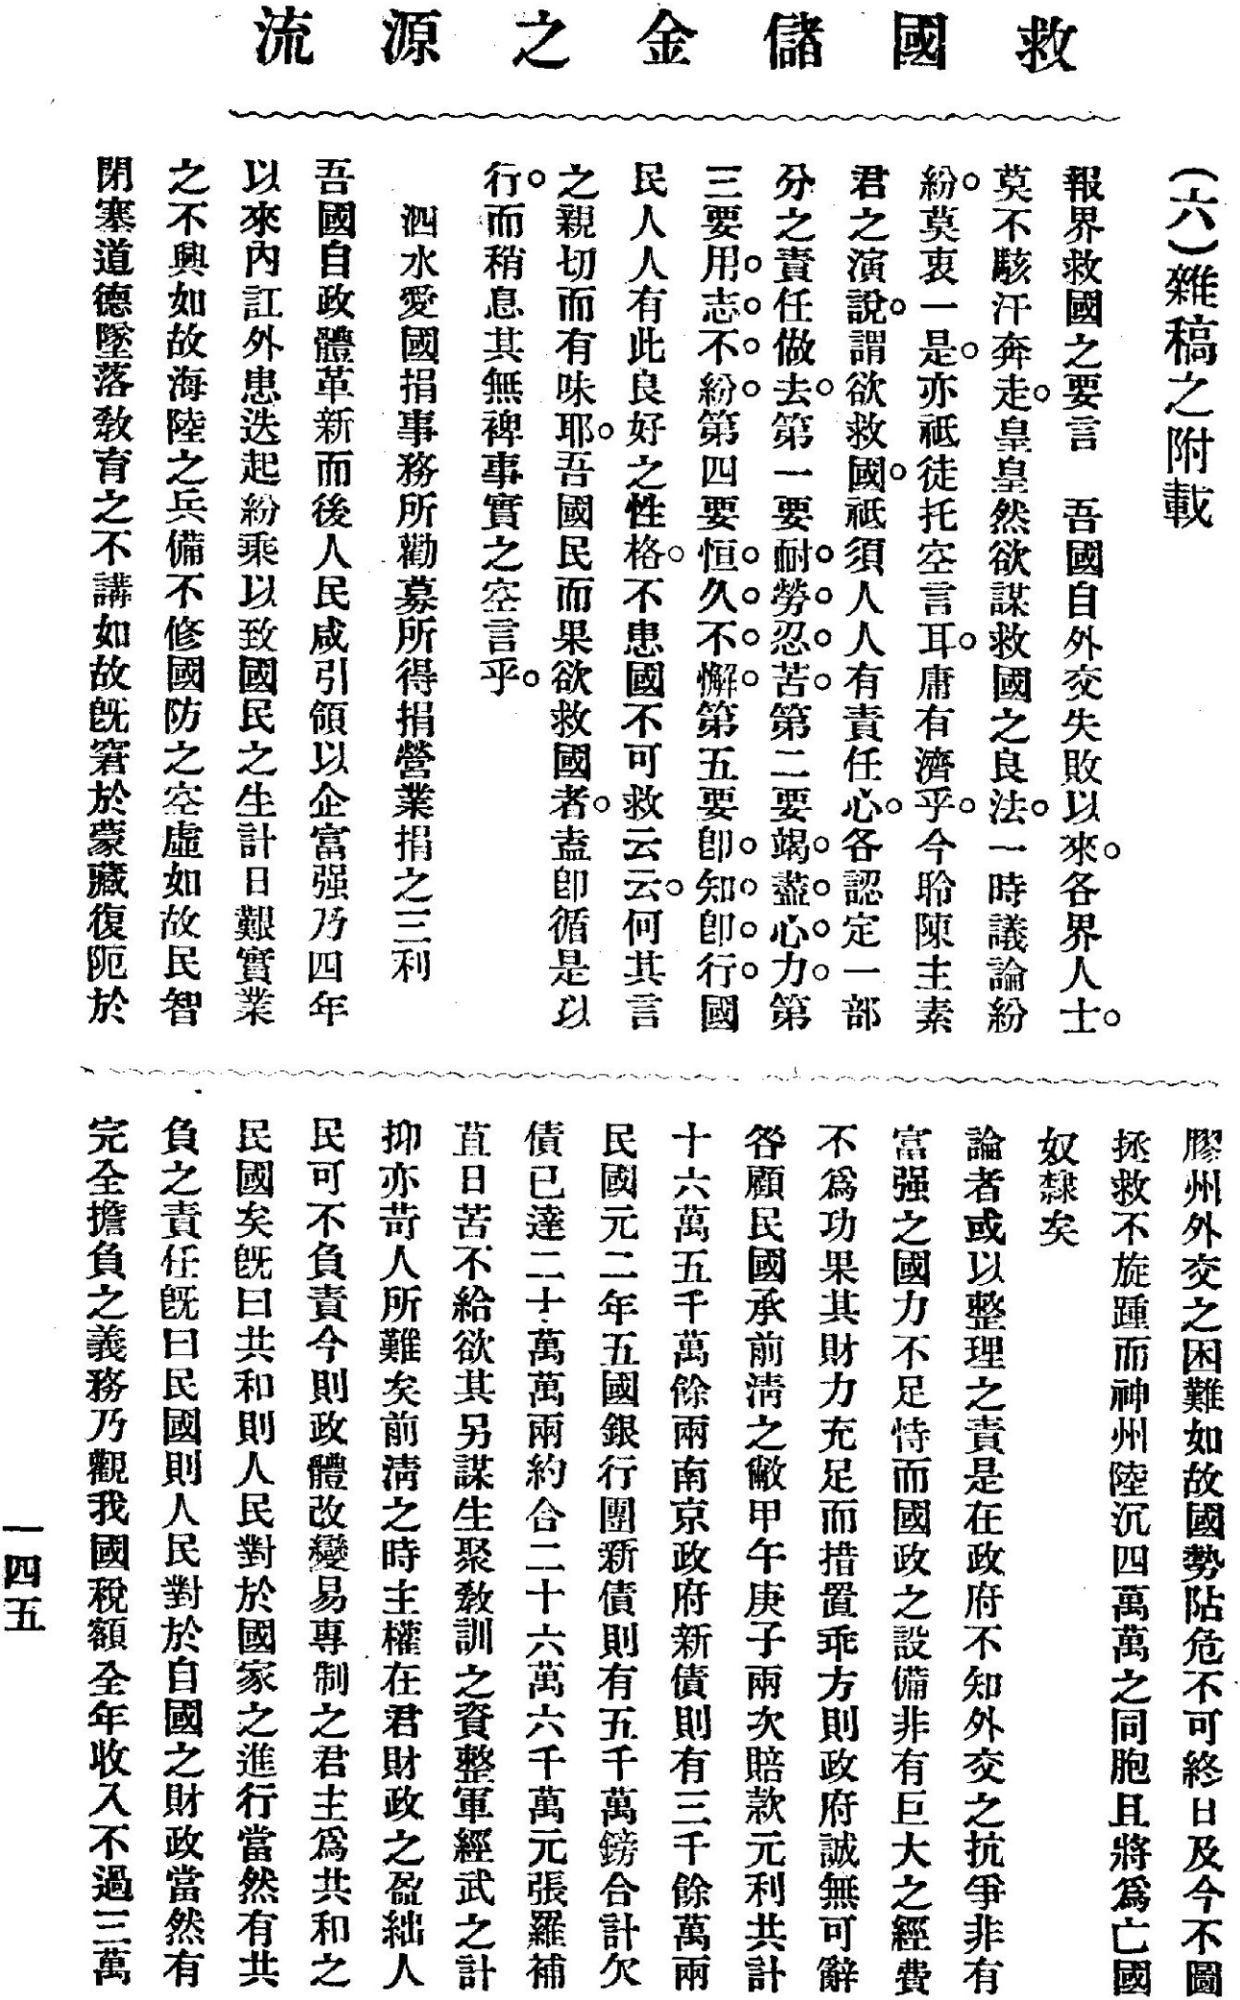 救國儲金之源流
(六)雜稿之附載
報界救國之要言　吾國自外交失敗以來。各界人士。
莫不駭汗奔走。皇皇然欲謀救國之良法。一時議論紛
紛。莫衷一是。亦祗徒托空言耳。庸有濟乎。今聆陳主素
君之演說。謂欲救國。祗須人人有責任心。各認定一部
分之責任做去。第一要耐。勞。忍。苦。第二要竭。盡。心。力。第
三要用。志。不。紛。第四要恒。久。不。懈。第五要卽。知。卽。行。國
民人人有此良好之性格。不患國不可救云云。何其言
之親切而有味耶。吾國民而果欲救國者。盍卽循是以
行。而稍息其無裨事實之空言乎。
泗水愛國捐事務所勸募所得捐營業捐之三利
吾國自政體革新而後人民咸引領以企富强乃四年
以來內訌外患迭起紛乘以致國民之生計日艱實業
之不興如故海陸之兵備不修國防之空虛如故民智
閉塞道德墜落敎育之不講如故旣窘於蒙藏復阨於
膠州外交之困難如故國勢阽危不可終日及今不圖
拯救不旋踵而神州陸沉四萬萬之同胞且將爲亡國
奴隸矣
論者或以整理之責是在政府不知外交之抗爭非有
富强之國力不足恃而國政之設備非有巨大之經費
不爲功果其財力充足而措置乖方則政府誠無可辭
咎顧民國承前淸之敝甲午庚子兩次賠款元利共計
十六萬五千萬餘兩南京政府新債則有三千餘萬兩
民國元二年五國銀行團新債則有五千萬鎊合計欠
債已達二十萬萬兩約合二十六萬六千萬元張羅補
苴日苦不給欲其另謀生聚敎訓之資整軍經武之計
抑亦苛人所難矣前淸之時主權在君財政之盈絀人
民可不負責今則政體改變易專制之君主爲共和之
民國矣旣曰共和則人民對於國家之進行當然有共
負之責任旣曰民國則人民對於自國之財政當然有
完全擔負之義務乃觀我國稅額全年收入不過三萬
一四五